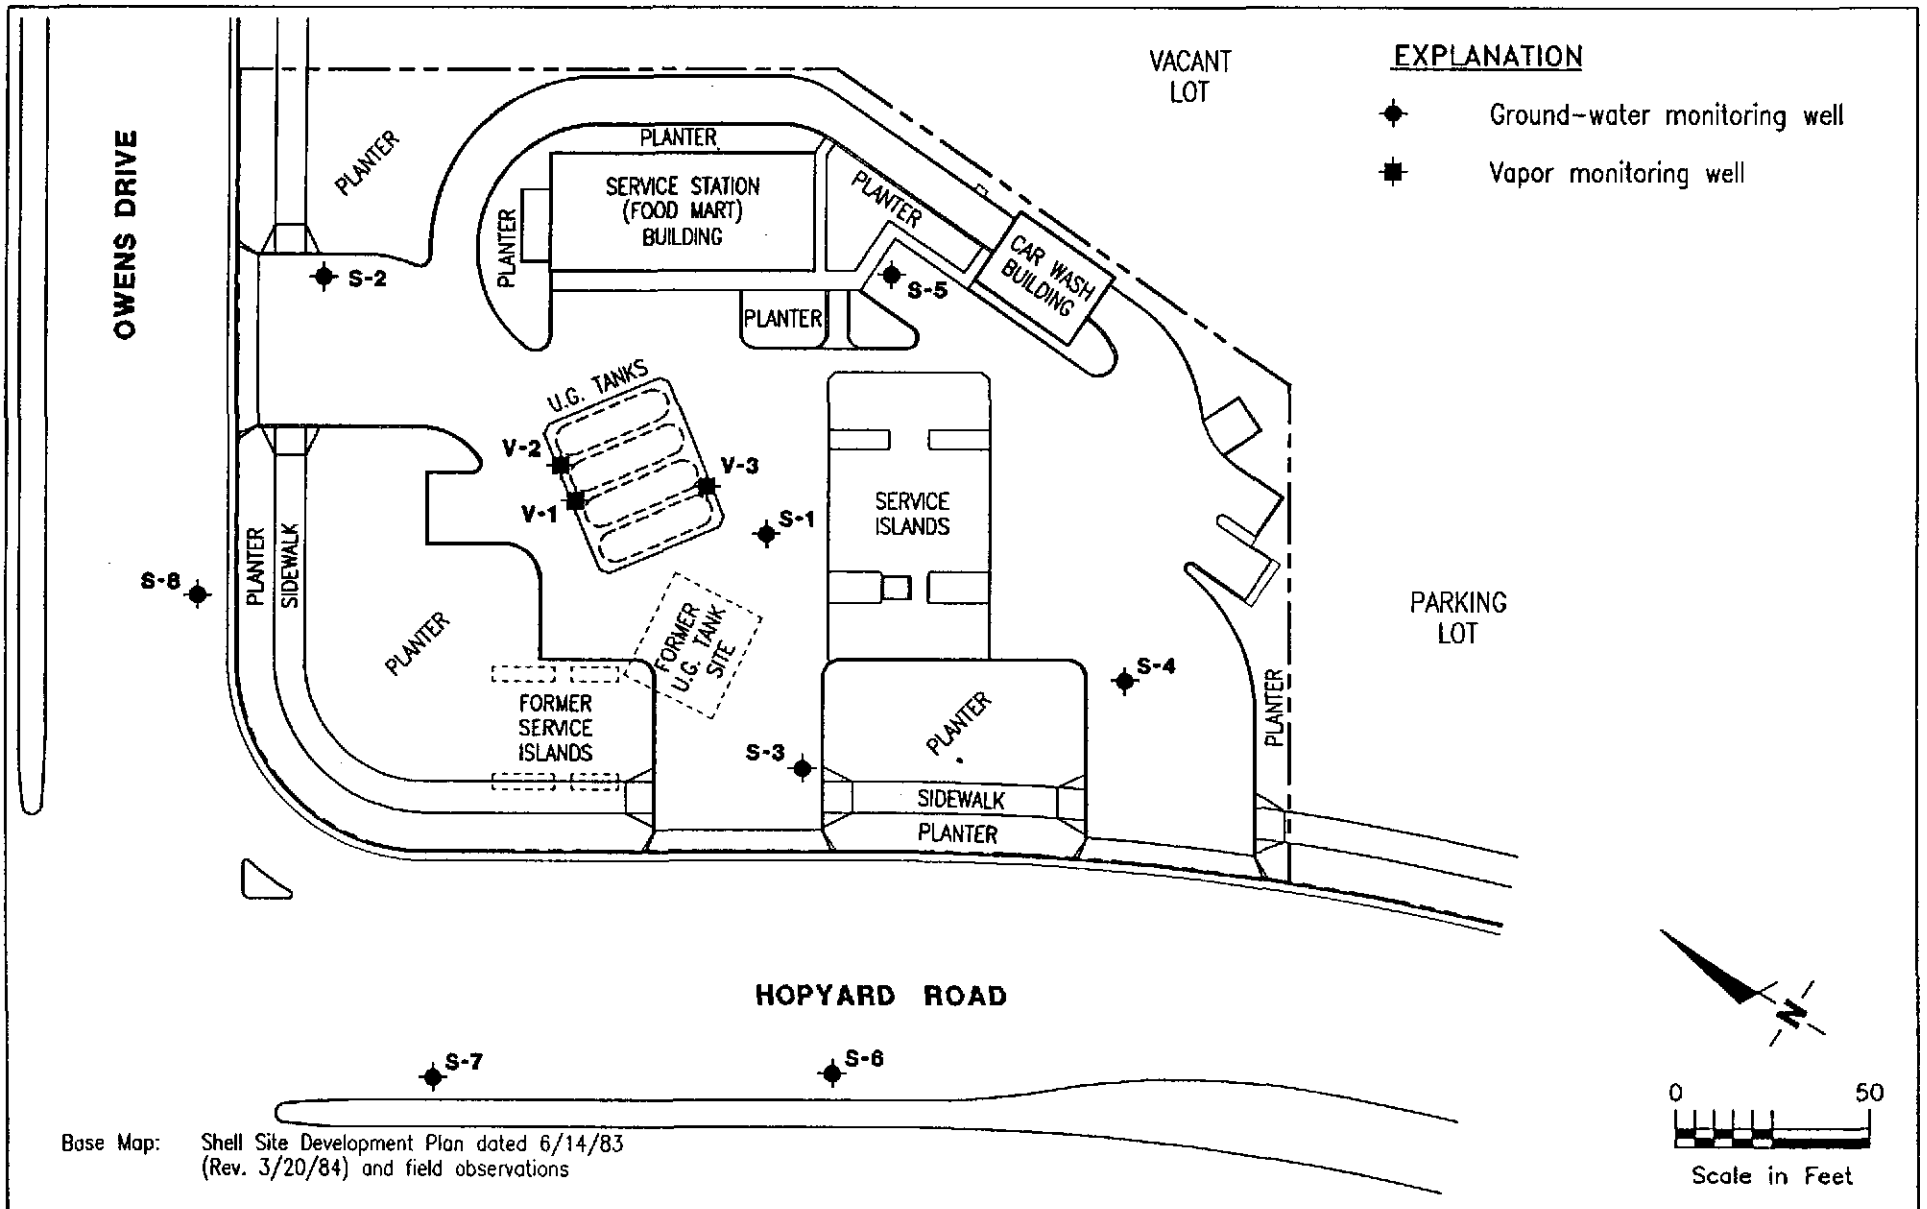 VACANT
LOT
EXPLANATION
Ground-water monitoring well
Vapor monitoring well
OWENS DRIVE
PLANTER
PLANTER
SERVICE STATION
(FOOD MART)
BUILDING
PLANTER
PLANTER
CAR WASH
BUILDING
S-2
S-5
PLANTER
U.G. TANKS
V-2
V-3
V-1
S-1
SERVICE
ISLANDS
S-8
PLANTER
SIDEWALK
PLANTER
FORMER
U.G. TANK
SITE
PARKING
LOT
S-4
FORMER
SERVICE
ISLANDS
PLANTER
PLANTER
S-3
SIDEWALK
PLANTER
HOPYARD ROAD
N
S-7
S-6
0 50
Scale in Feet
Base Map: Shell Site Development Plan dated 6/14/83
(Rev. 3/20/84) and field observations